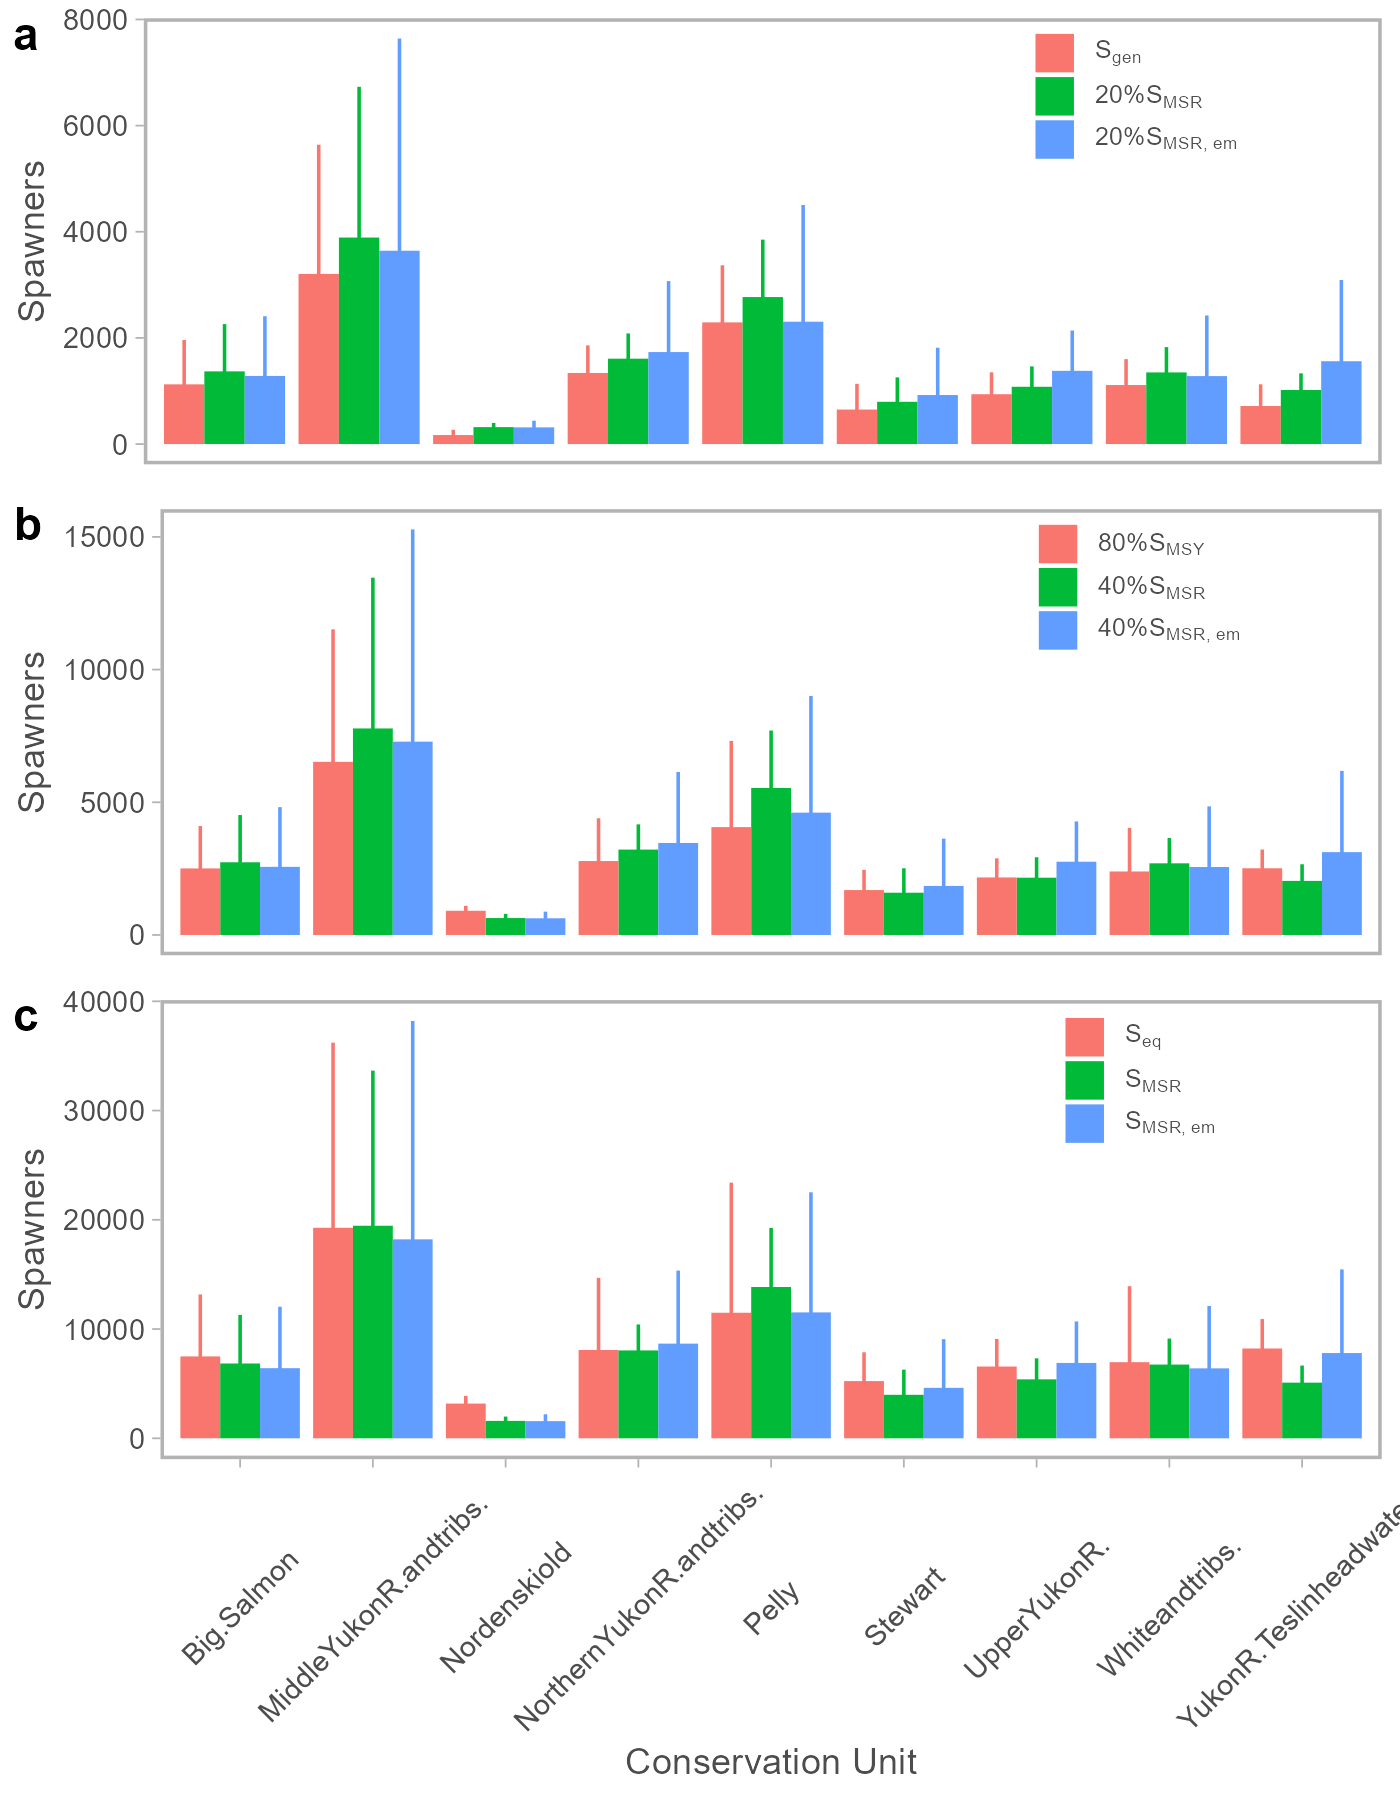 a
8000
6000
4000
2000
0
Spawners
Sgen
20%SMSR
20%SMSR, em
b
15000
10000
5000
0
Spawners
80%SMSY
40%SMSR
40%SMSR, em
c
40000
30000
20000
10000
0
Spawners
Seq
SMSR
SMSR, em
Big.Salmon
MiddleYukonR.andtribs.
Nordenskiold
NorthernYukonR.andtribs.
Pelly
Stewart
UpperYukonR.
Whiteandtribs.
YukonR.Teslinheadwate
Conservation Unit